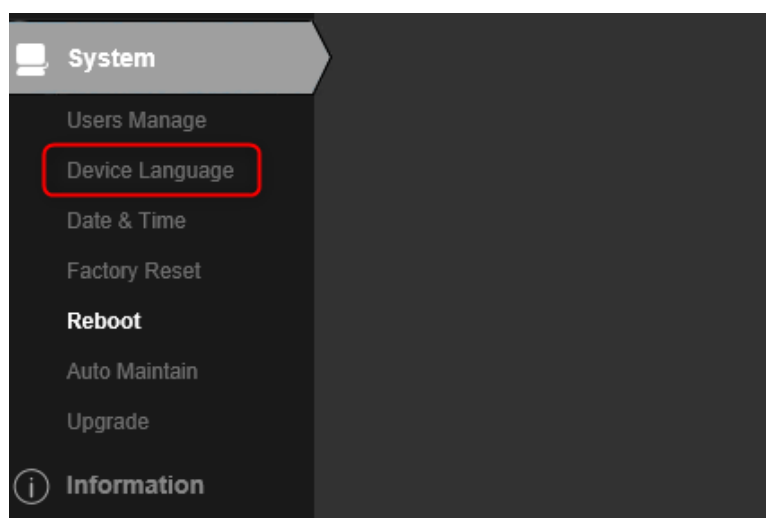 System
Users Manage
Device Language
Date & Time
Factory Reset
Reboot
Auto Maintain
Upgrade
Information